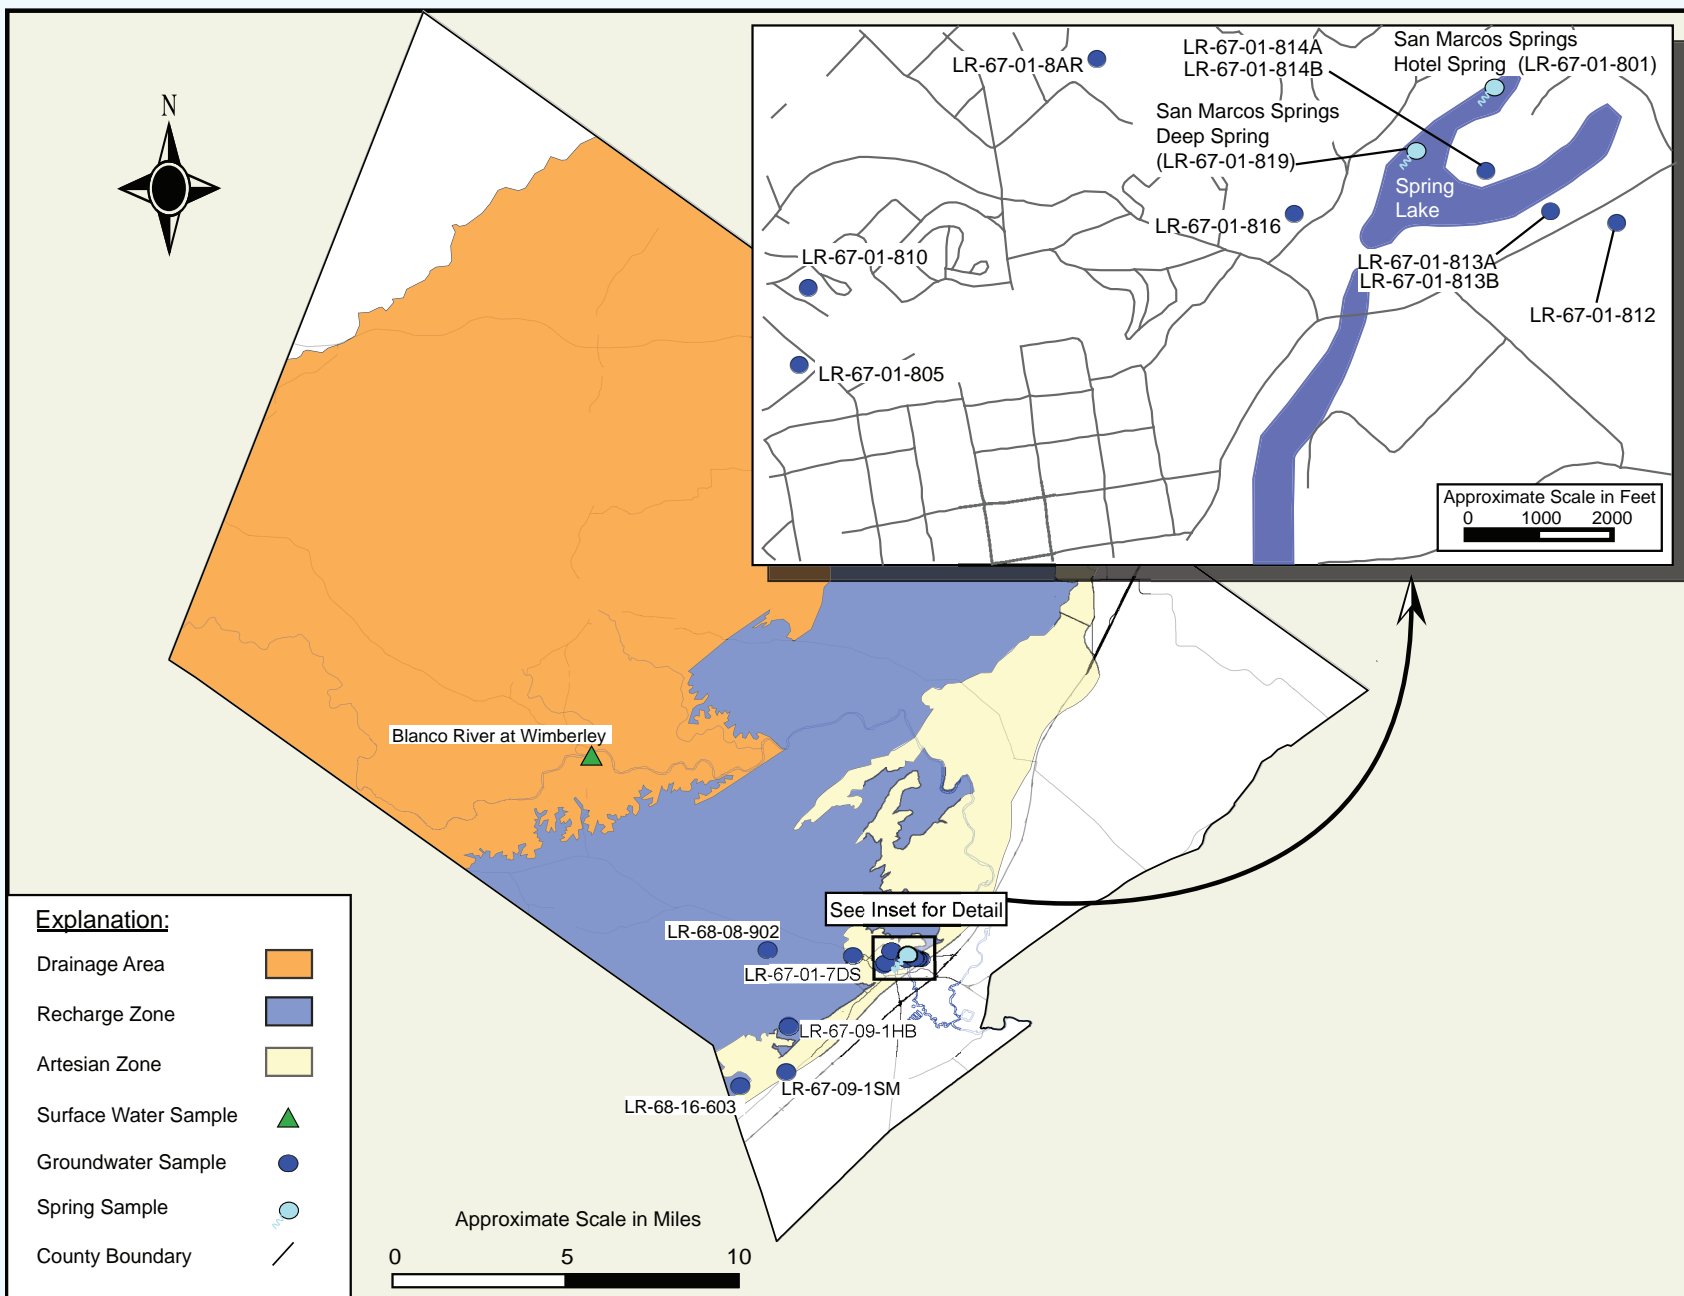 N
LR-67-01-8AR
LR-67-01-814A
LR-67-01-814B
San Marcos Springs
Hotel Spring (LR-67-01-801)
San Marcos Springs
Deep Spring
(LR-67-01-819)
Spring
Lake
LR-67-01-816
LR-67-01-810
LR-67-01-813A
LR-67-01-813B
LR-67-01-812
LR-67-01-805
Approximate Scale in Feet
0 1000 2000
Blanco River at Wimberley
See Inset for Detail
LR-68-08-902
LR-67-01-7DS
LR-67-09-1HB
LR-67-09-1SM
LR-68-16-603
Explanation:
Drainage Area
Recharge Zone
Artesian Zone
Surface Water Sample
Groundwater Sample
Spring Sample
County Boundary
Approximate Scale in Miles
0 5 10